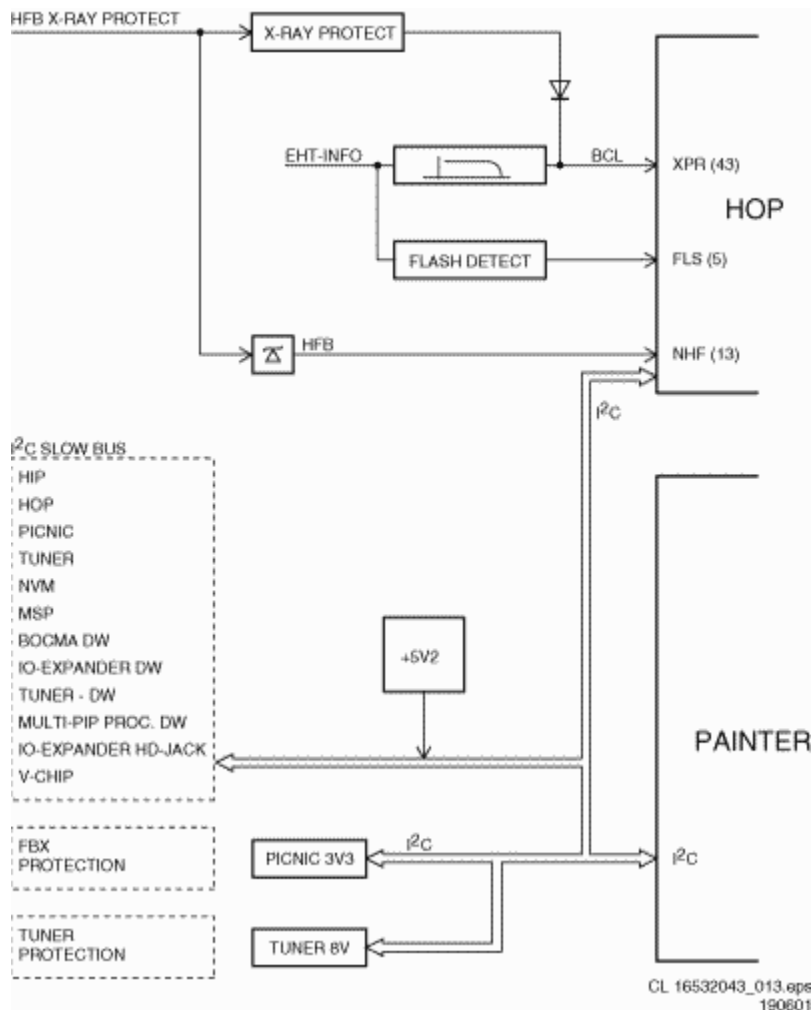 HFB X-RAY PROTECT
X-RAY PROTECT
EHT-INFO
BCL
XPR (43)
HOP
FLASH DETECT
FLS (5)
HFB
NHF (13)
I²C
I²C SLOW BUS
HIP
HOP
PICNIC
TUNER
NVM
MSP
BOCMA DW
IO-EXPANDER DW
TUNER - DW
MULTI-PIP PROC. DW
IO-EXPANDER HD-JACK
V-CHIP
+5V2
PAINTER
FBX
PROTECTION
PICNIC 3V3
I²C
I²C
TUNER
PROTECTION
TUNER 8V
CL 16532043_013.eps
190601